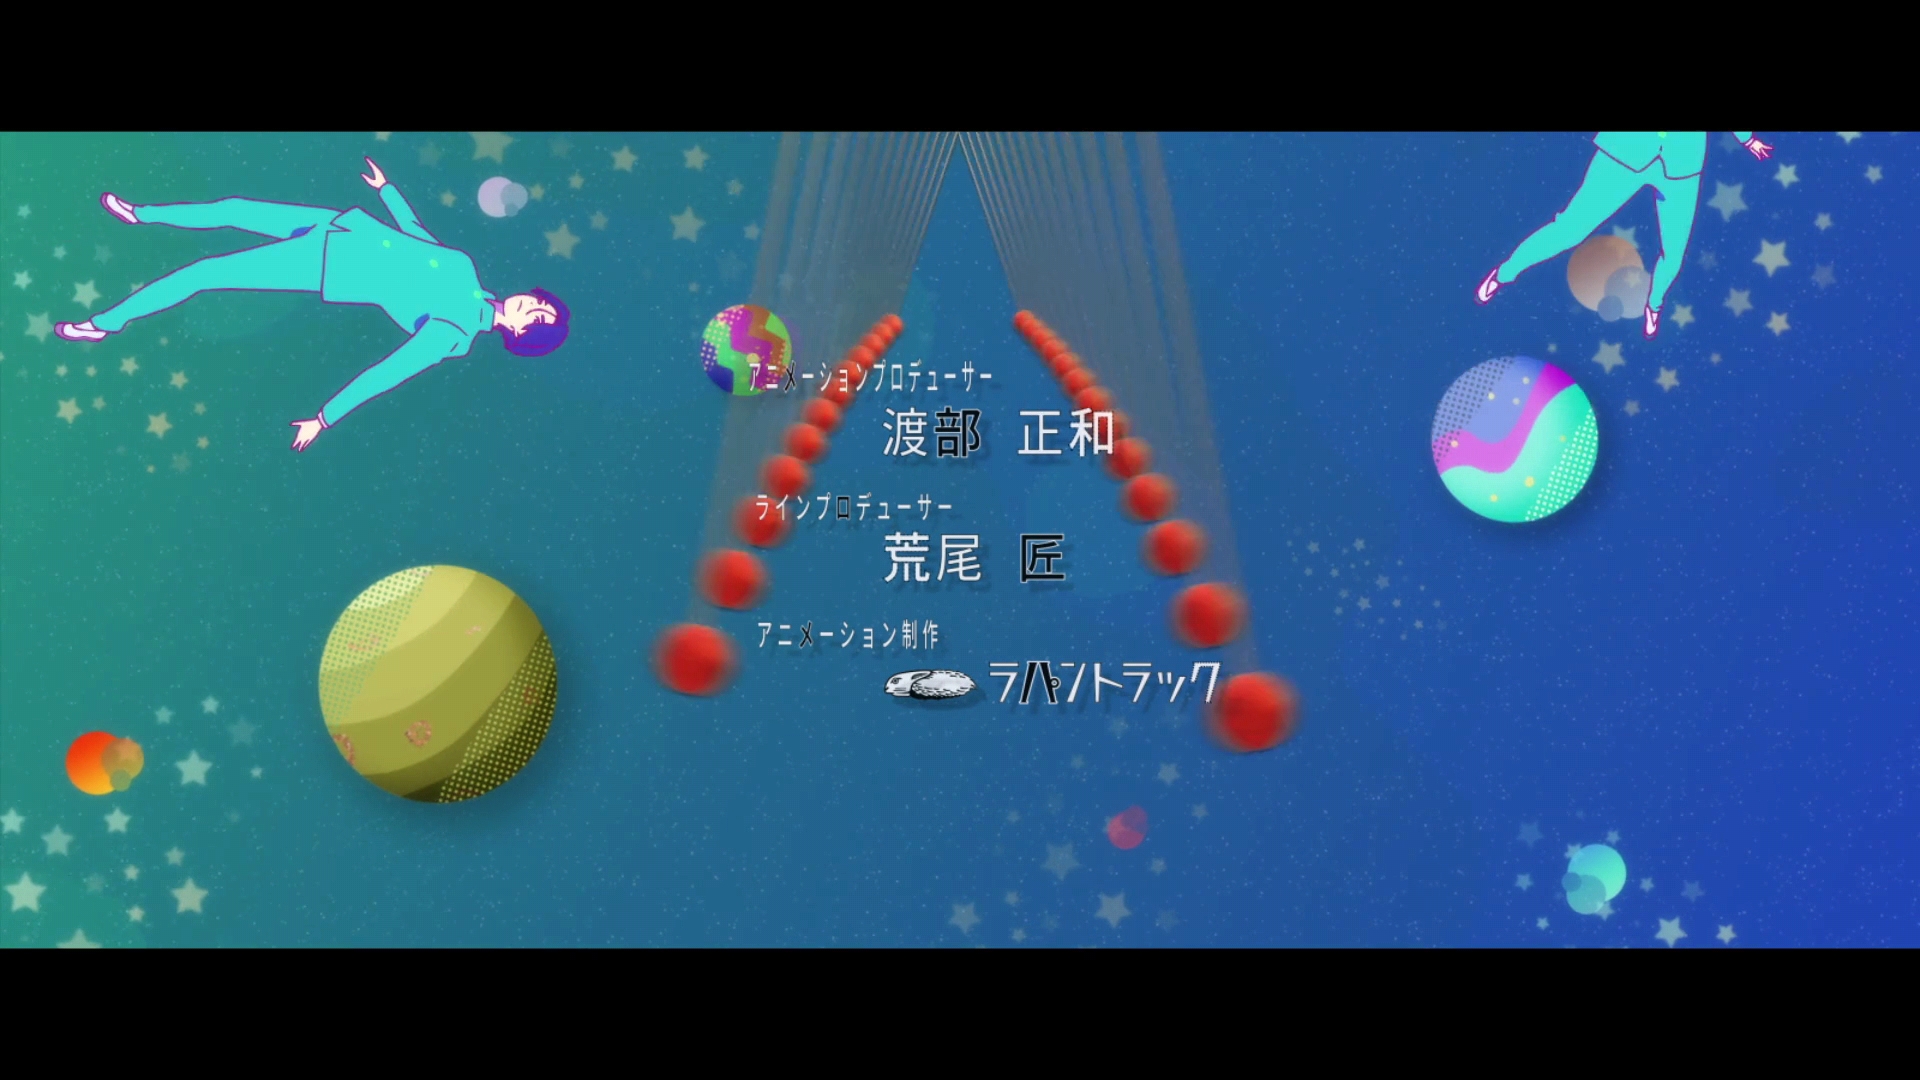 アニメーションプロデューサー
渡部 正和
ラインプロデューサー
荒尾 匠
アニメーション制作
ラパントラック